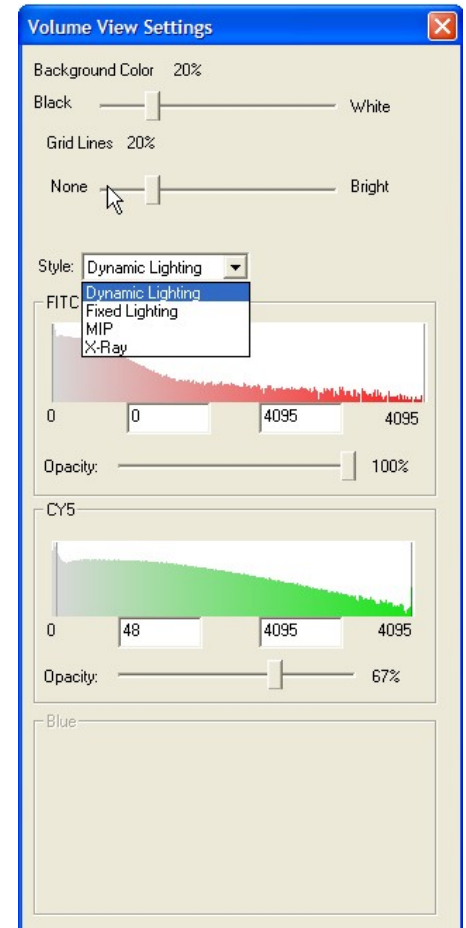 Volume View Settings
Background Color 20%
Black White
Grid Lines 20%
None Bright
Style: Dynamic Lighting
Dynamic Lighting
Fixed Lighting
MIP
X-Ray
FITC
0 0 4095 4095
Opacity: 100%
CY5
0 48 4095 4095
Opacity: 67%
Blue